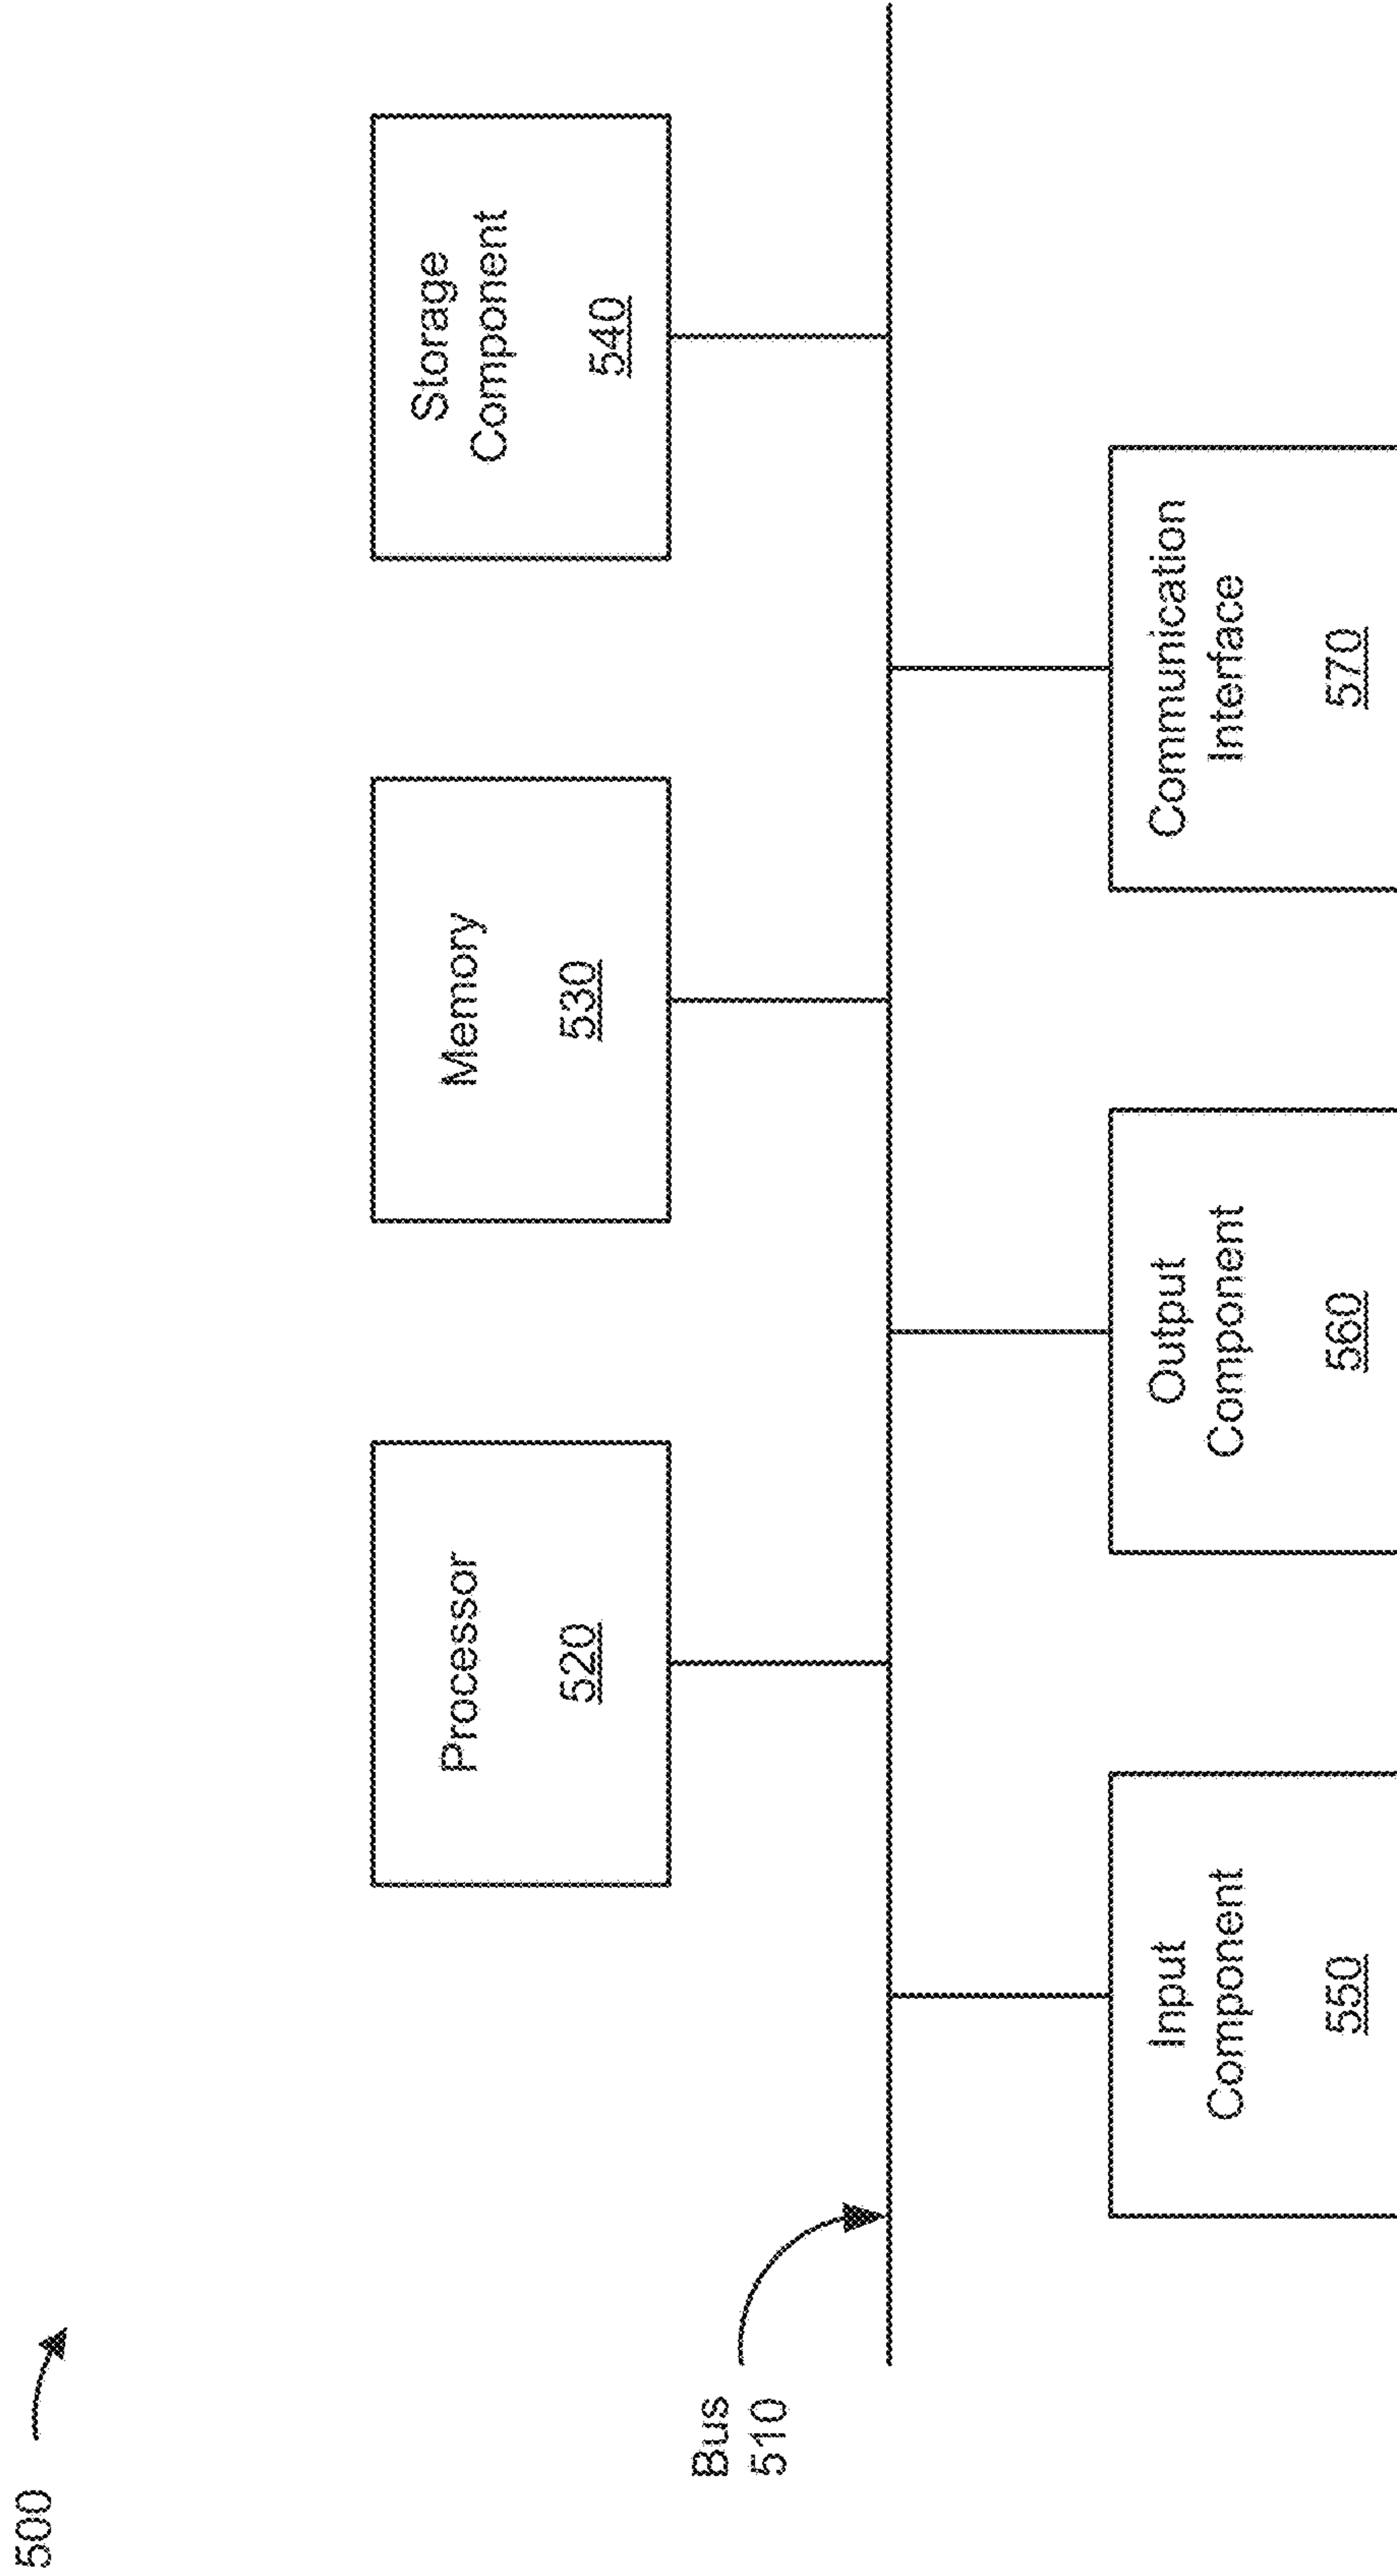 500
Processor
520
Memory
530
Storage
Component
540
Bus
510
Input
Component
550
Output
Component
560
Communication
Interface
570